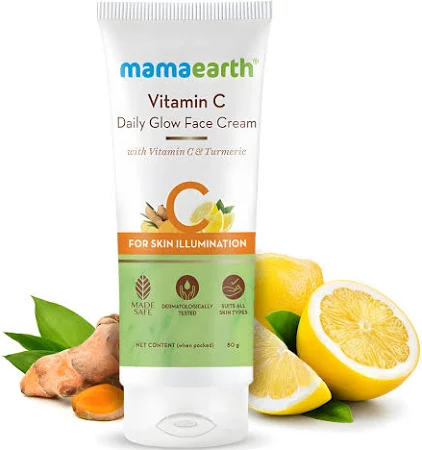 mamaearth®
Vitamin C
Daily Glow Face Cream
with Vitamin C & Turmeric
C
FOR SKIN ILLUMINATION
MADE SAFE
DERMATOLOGICALLY TESTED
SUITS ALL SKIN TYPES
NET CONTENT (when packed) 80 g